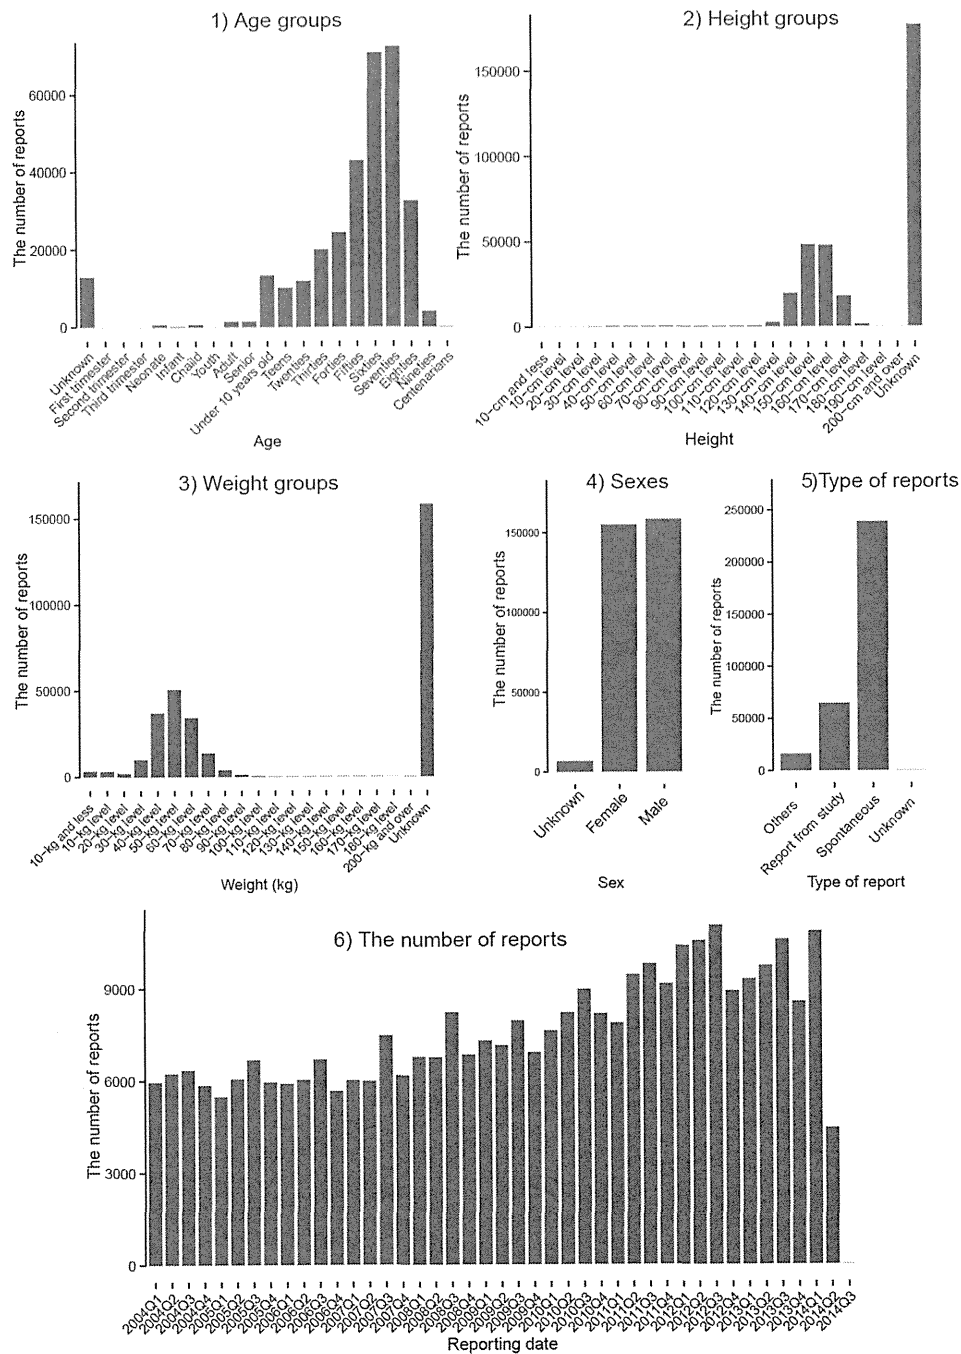 1) Age groups
The number of reports
60000
40000
20000
0
Unknown
First trimester
Second trimester
Third trimester
Neonate
Infant
Chaild
Youth
Aduft
Senior
Under 10 years old
Teens
Twenties
Thirties
Forties
Fifties
Sixties
Seventies
Eighties
Nineties
Centenarians
Age
2) Height groups
The number of reports
150000
100000
50000
0
10-cm and less
10-cm level
20-cm level
30-cm level
40-cm level
50-cm level
60-cm level
70-cm level
80-cm level
90-cm level
100-cm level
110-cm level
120-cm level
130-cm level
140-cm level
150-cm level
160-cm level
170-cm level
180-cm level
190-cm level
200-cm and over
Unknown
Height
3) Weight groups
The number of reports
150000
100000
50000
0
10-kg and less
10-kg level
20-kg level
30-kg level
40-kg level
50-kg level
60-kg level
70-kg level
80-kg level
90-kg level
100-kg level
110-kg level
120-kg level
130-kg level
140-kg level
150-kg level
160-kg level
170-kg level
180-kg level
200-kg and over
Unknown
Weight (kg)
4) Sexes
The number of reports
150000
100000
50000
0
Unknown
Female
Male
Sex
5)Type of reports
The number of reports
250000
200000
150000
100000
50000
0
Others
Report from study
Spontaneous
Unknown
Type of report
6) The number of reports
The number of reports
9000
6000
3000
0
2004Q1
2004Q2
2004Q3
2004Q4
2005Q1
2005Q2
2005Q3
2005Q4
2006Q1
2006Q2
2006Q3
2006Q4
2007Q1
2007Q2
2007Q3
2007Q4
2008Q1
2008Q2
2008Q3
2008Q4
2009Q1
2009Q2
2009Q3
2009Q4
2010Q1
2010Q2
2010Q3
2010Q4
2011Q1
2011Q2
2011Q3
2011Q4
2012Q1
2012Q2
2012Q3
2012Q4
2013Q1
2013Q2
2013Q3
2013Q4
2014Q1
2014Q2
2014Q3
Reporting date